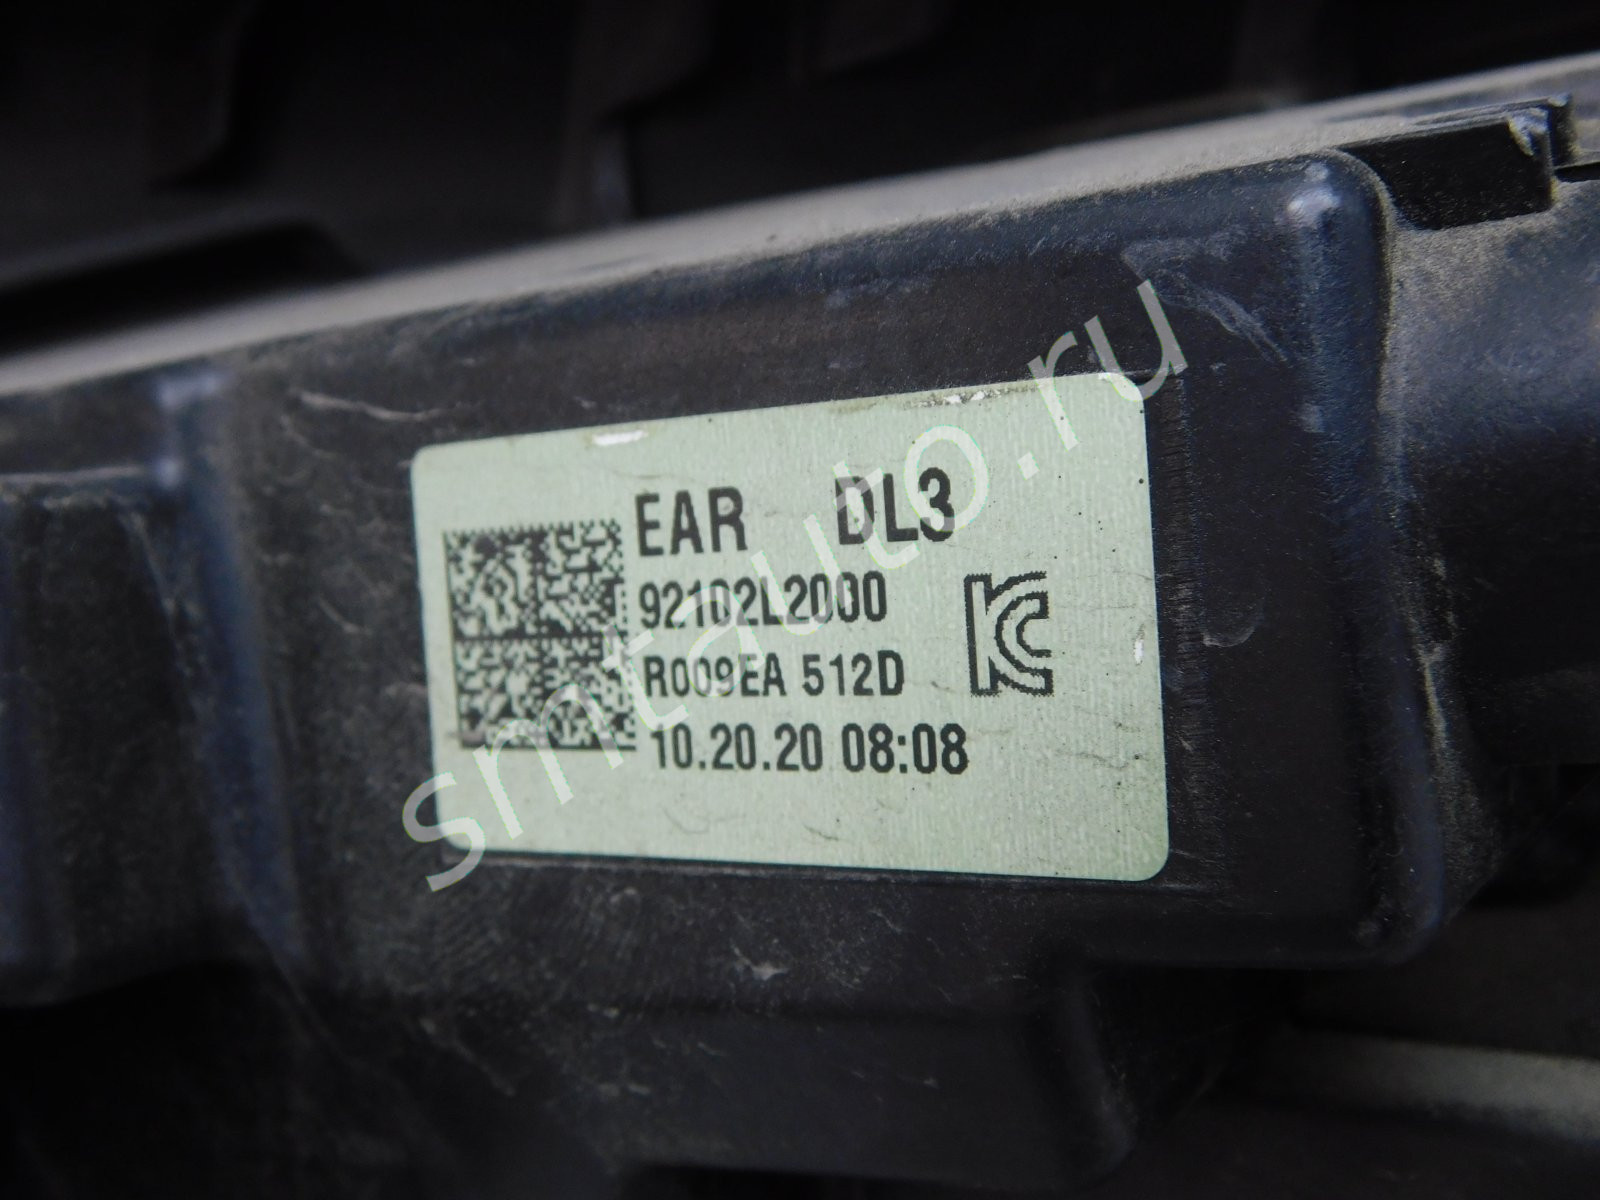 EAR DL3
92102L2000
R009EA 512D
10.20.20 08:08
smtauto.ru